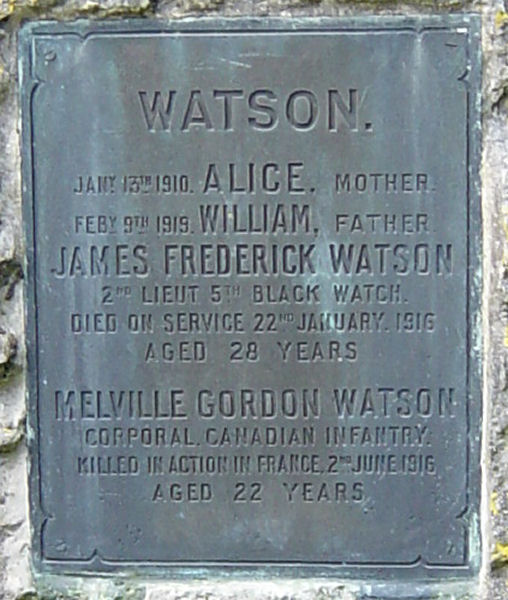 WATSON.
JANY 13TH 1910. ALICE. MOTHER.
FEBY 9TH 1919. WILLIAM, FATHER.
JAMES FREDERICK WATSON
2ND LIEUT 5TH BLACK WATCH.
DIED ON SERVICE 22ND JANUARY. 1916
AGED 28 YEARS
MELVILLE GORDON WATSON
CORPORAL. CANADIAN INFANTRY.
KILLED IN ACTION IN FRANCE. 2ND JUNE 1916
AGED 22 YEARS